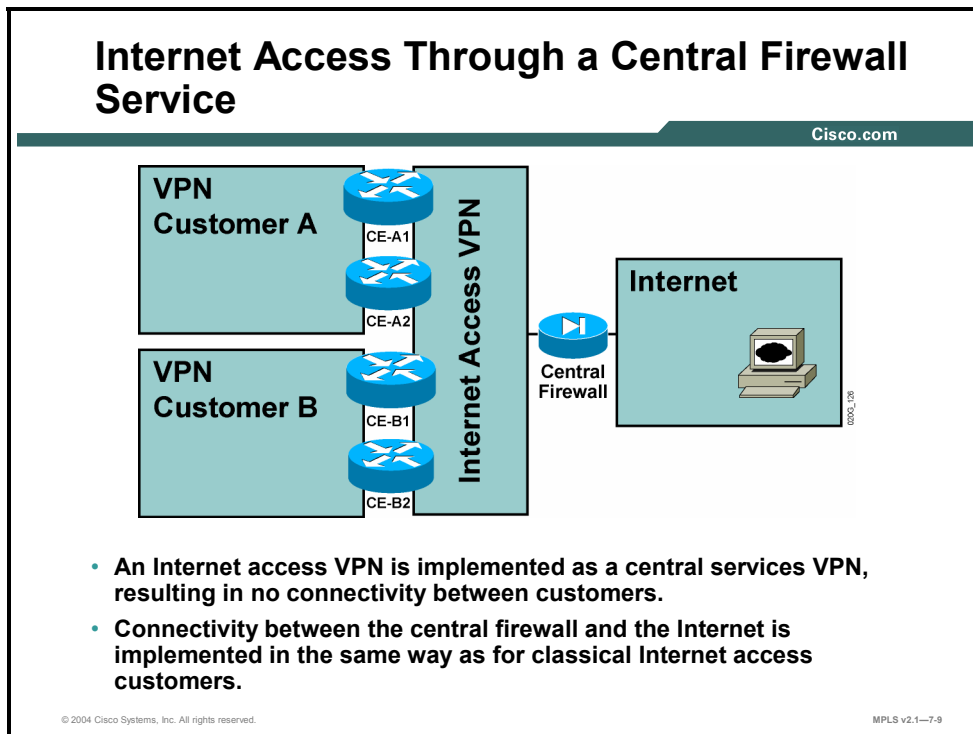 Internet Access Through a Central Firewall
Service
Cisco.com
VPN
Customer A
CE-A1
CE-A2
VPN
Customer B
CE-B1
CE-B2
Internet Access VPN
Central
Firewall
Internet
020G_126
• An Internet access VPN is implemented as a central services VPN,
resulting in no connectivity between customers.
• Connectivity between the central firewall and the Internet is
implemented in the same way as for classical Internet access
customers.
© 2004 Cisco Systems, Inc. All rights reserved.
MPLS v2.1—7-9